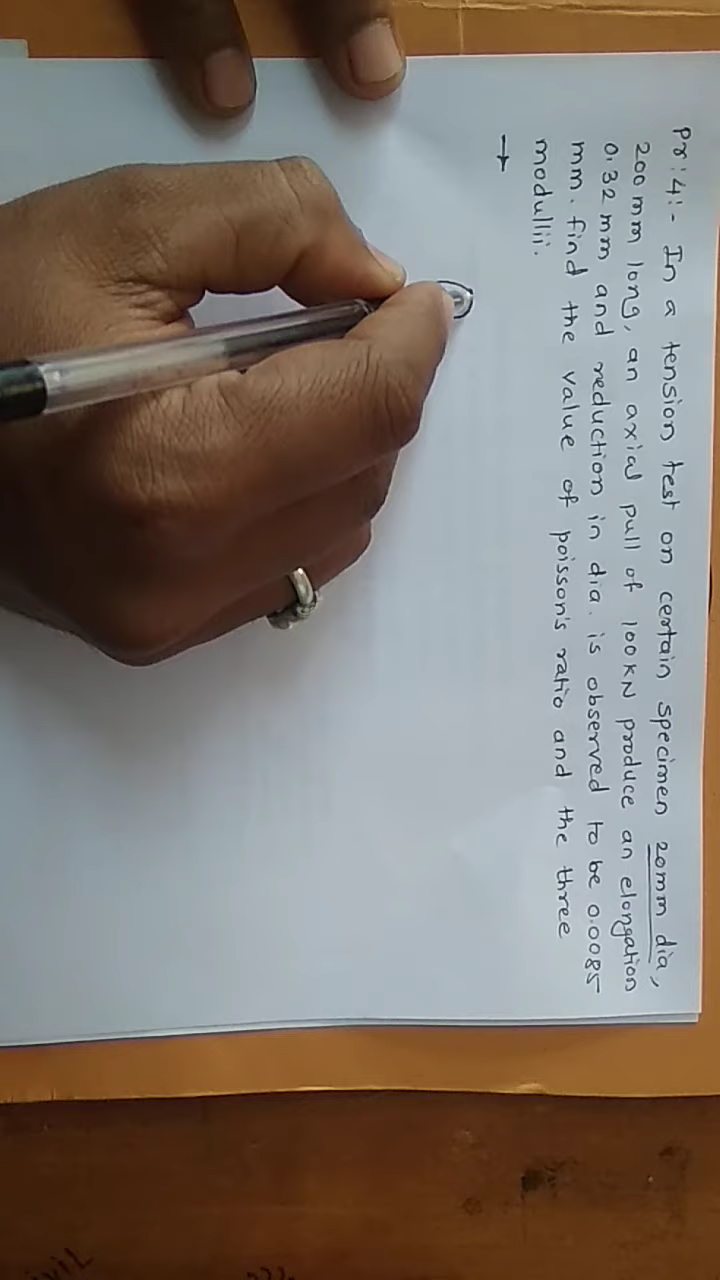 Pr:4:- In a tension test on certain specimen 20mm dia,
200 mm long, an axial pull of 100 KN produce an elongation
0.32 mm and reduction in dia. is observed to be 0.0085
mm. find the value of poisson's ratio and the three
modullii.
→